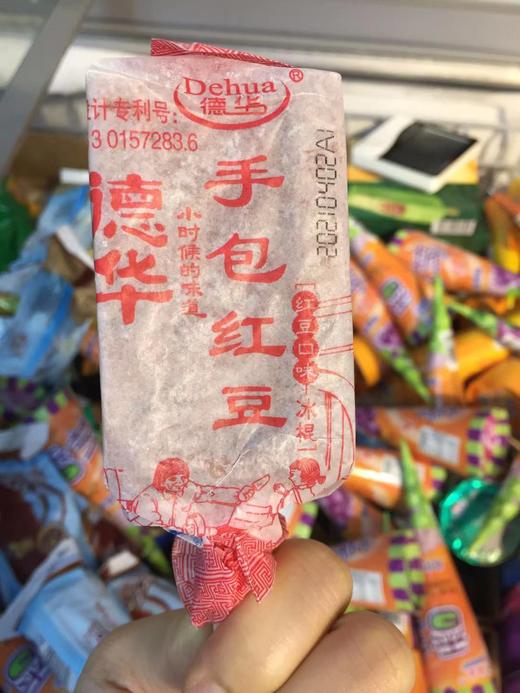 Dehua®
德华
计专利号:
3 0157283.6
德华
小时候的味道
手包红豆
20210402A1
[红豆口味-冰棍]